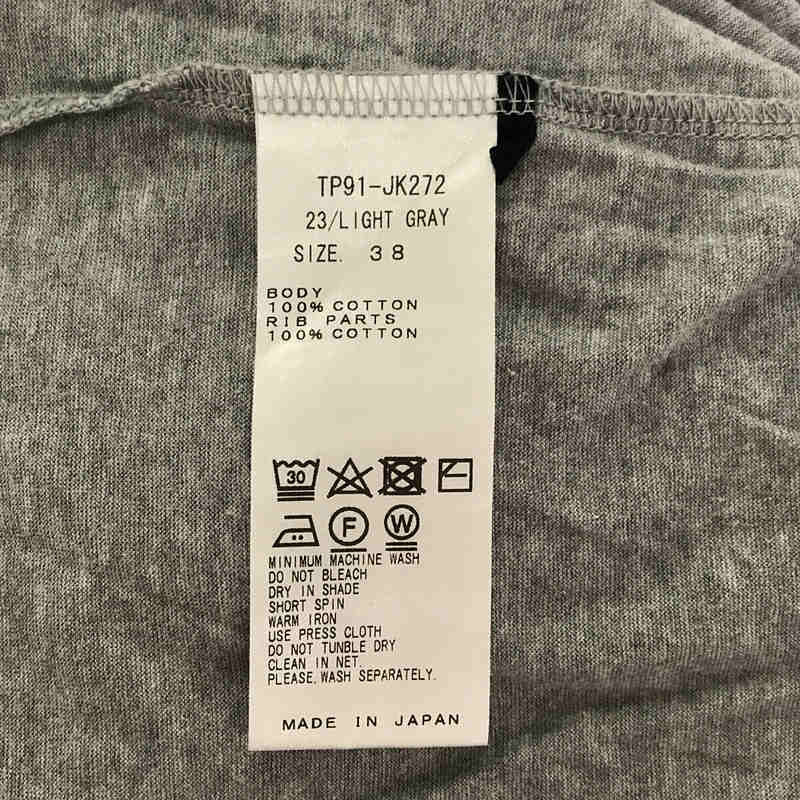 TP91-JK272
23/LIGHT GRAY
SIZE. 38
BODY
100% COTTON
RIB PARTS
100% COTTON
30
F W
MINIMUM MACHINE WASH
DO NOT BLEACH
DRY IN SHADE
SHORT SPIN
WARM IRON
USE PRESS CLOTH
DO NOT TUNBLE DRY
CLEAN IN NET.
PLEASE.WASH SEPARATELY.
MADE IN JAPAN